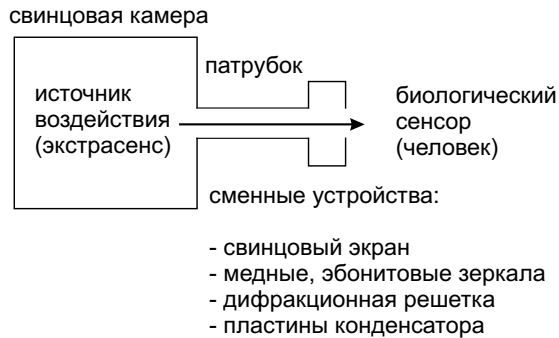 свинцовая камера
патрубок
источник
воздействия
(экстрасенс)
биологический
сенсор
(человек)
сменные устройства:
- свинцовый экран
- медные, эбонитовые зеркала
- дифракционная решетка
- пластины конденсатора